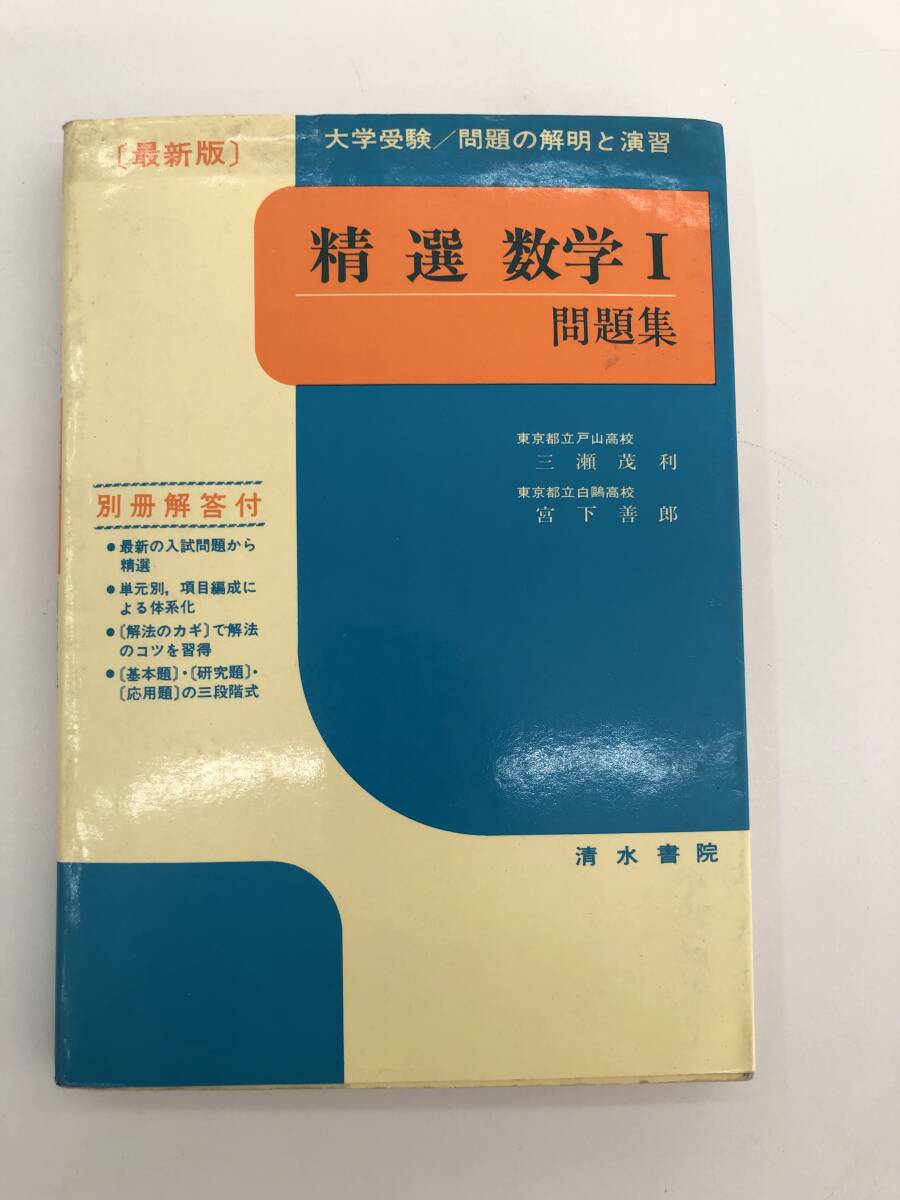 〔最新版〕
大学受験／問題の解明と演習
精選 数学Ⅰ
問題集
東京都立戸山高校
三瀬茂利
東京都立白鷗高校
宮下善郎
別冊解答付
●最新の入試問題から
精選
●単元別，項目編成に
よる体系化
●〔解法のカギ〕で解法
のコツを習得
●〔基本題〕・〔研究題〕・
〔応用題〕の三段階式
清水書院